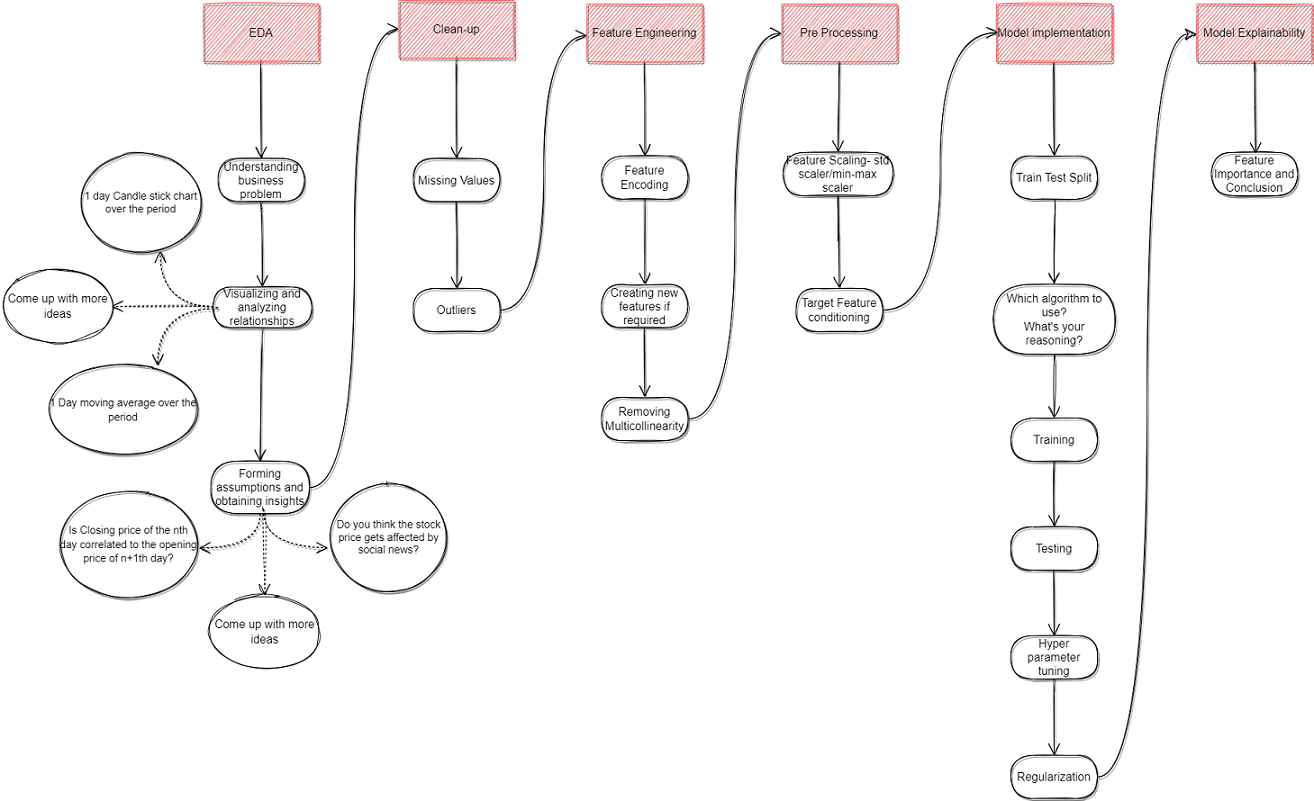 EDA
Understanding
business
problem
1 day Candle stick chart
over the period
Visualizing and
analyzing
relationships
Come up with more
ideas
1 Day moving average over the
period
Forming
assumptions and
obtaining insights
Is Closing price of the nth
day correlated to the opening
price of n+1th day?
Come up with more
ideas
Do you think the stock
price gets affected by
social news?
Clean-up
Missing Values
Outliers
Feature Engineering
Feature
Encoding
Creating new
features if
required
Removing
Multicollinearity
Pre Processing
Feature Scaling- std
scaler/min-max
scaler
Target Feature
conditioning
Model implementation
Train Test Split
Which algorithm to
use?
What's your
reasoning?
Training
Testing
Hyper
parameter
tuning
Regularization
Model Explainability
Feature
Importance and
Conclusion